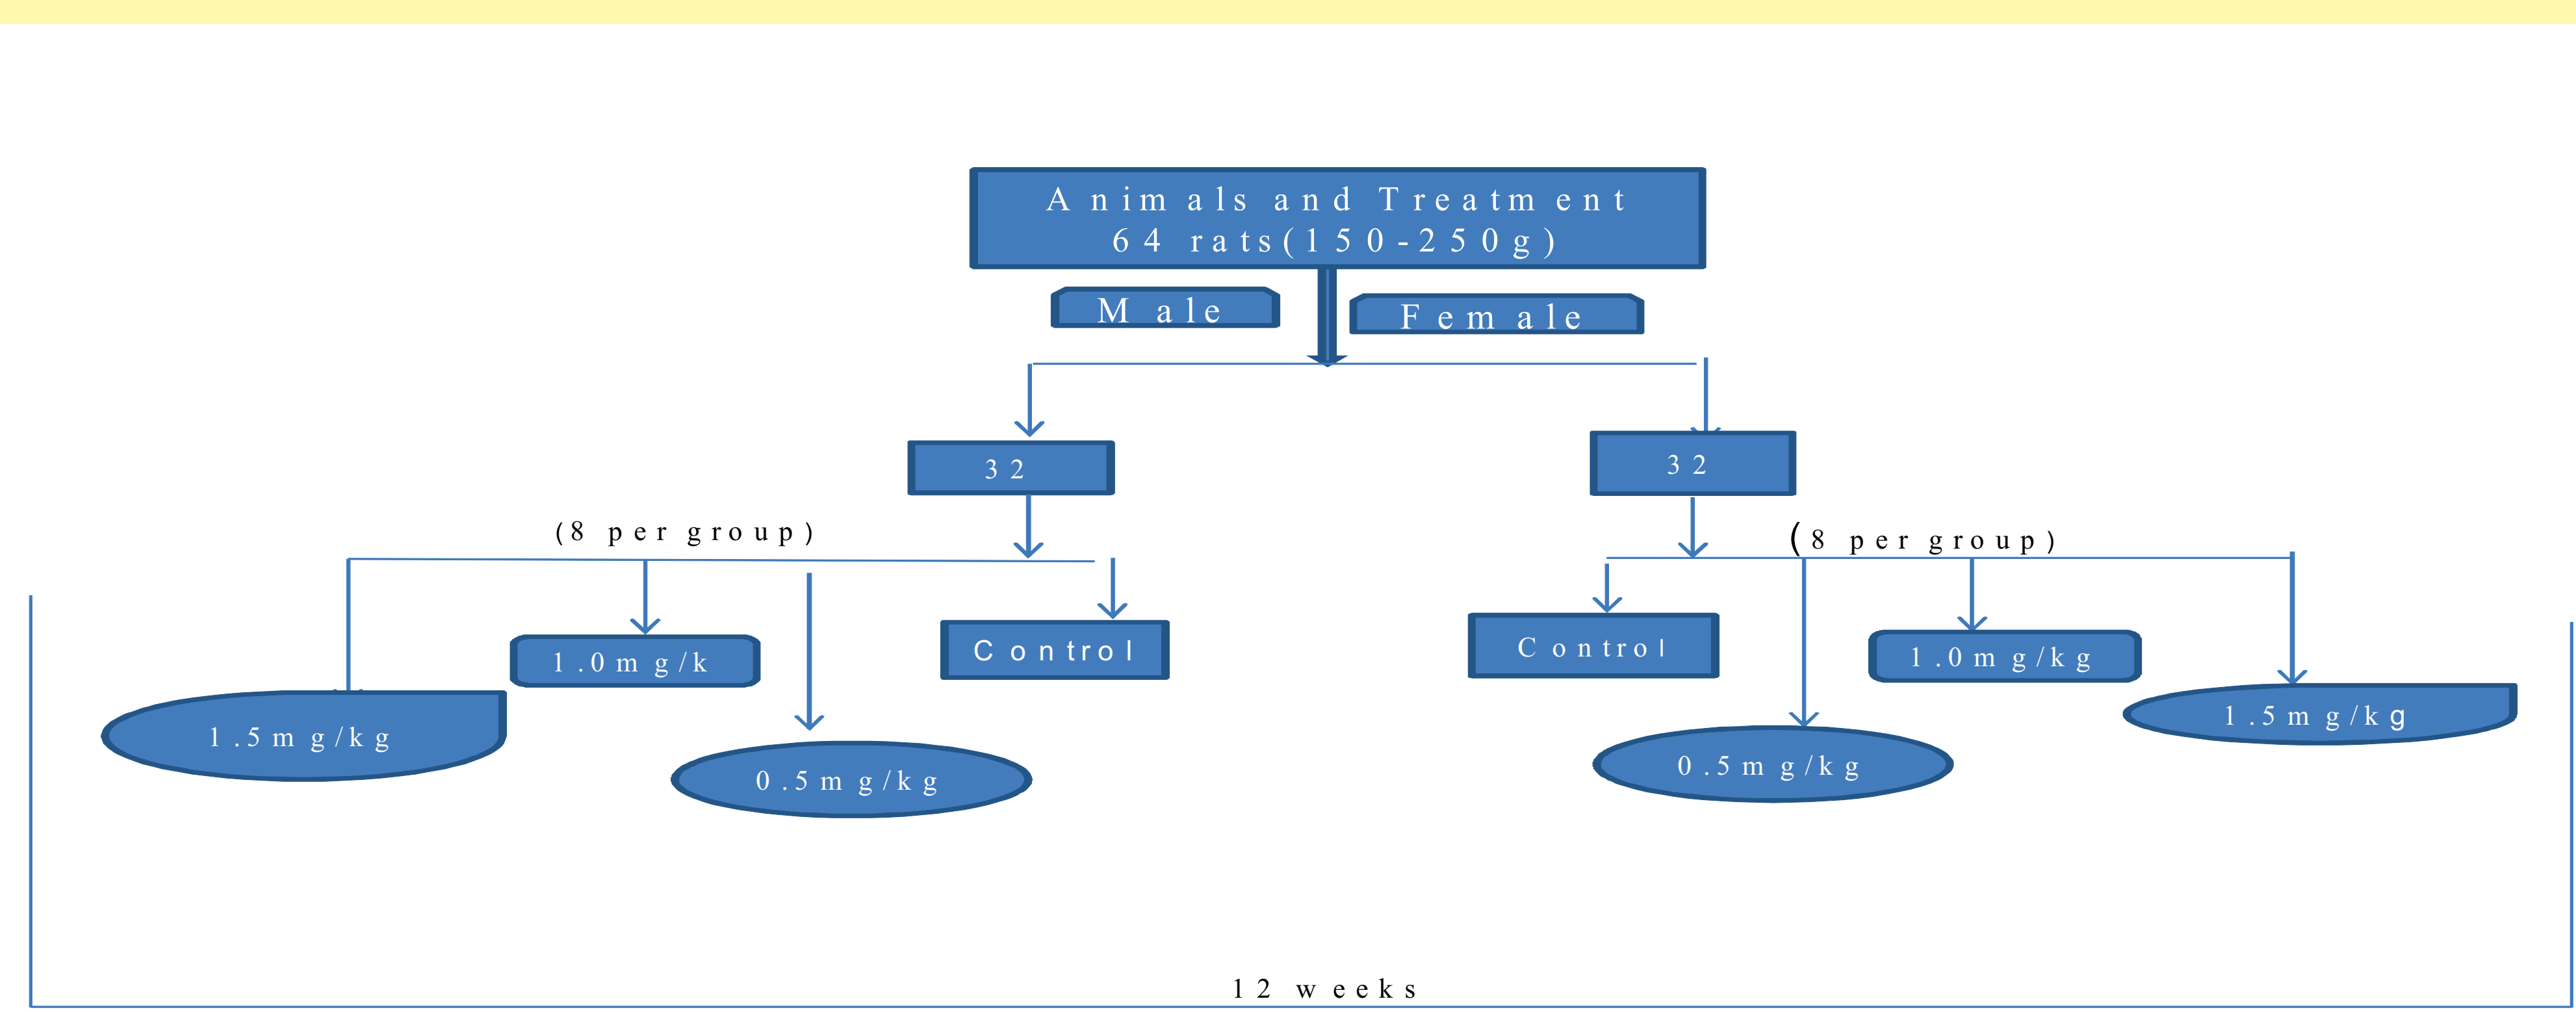 Animals and Treatment
64 rats(150-250g)
Male
Female
32
32
(8 per group)
(8 per group)
Control
Control
1.0mg/k
1.0mg/kg
1.5mg/kg
1.5mg/kg
0.5mg/kg
0.5mg/kg
12 weeks